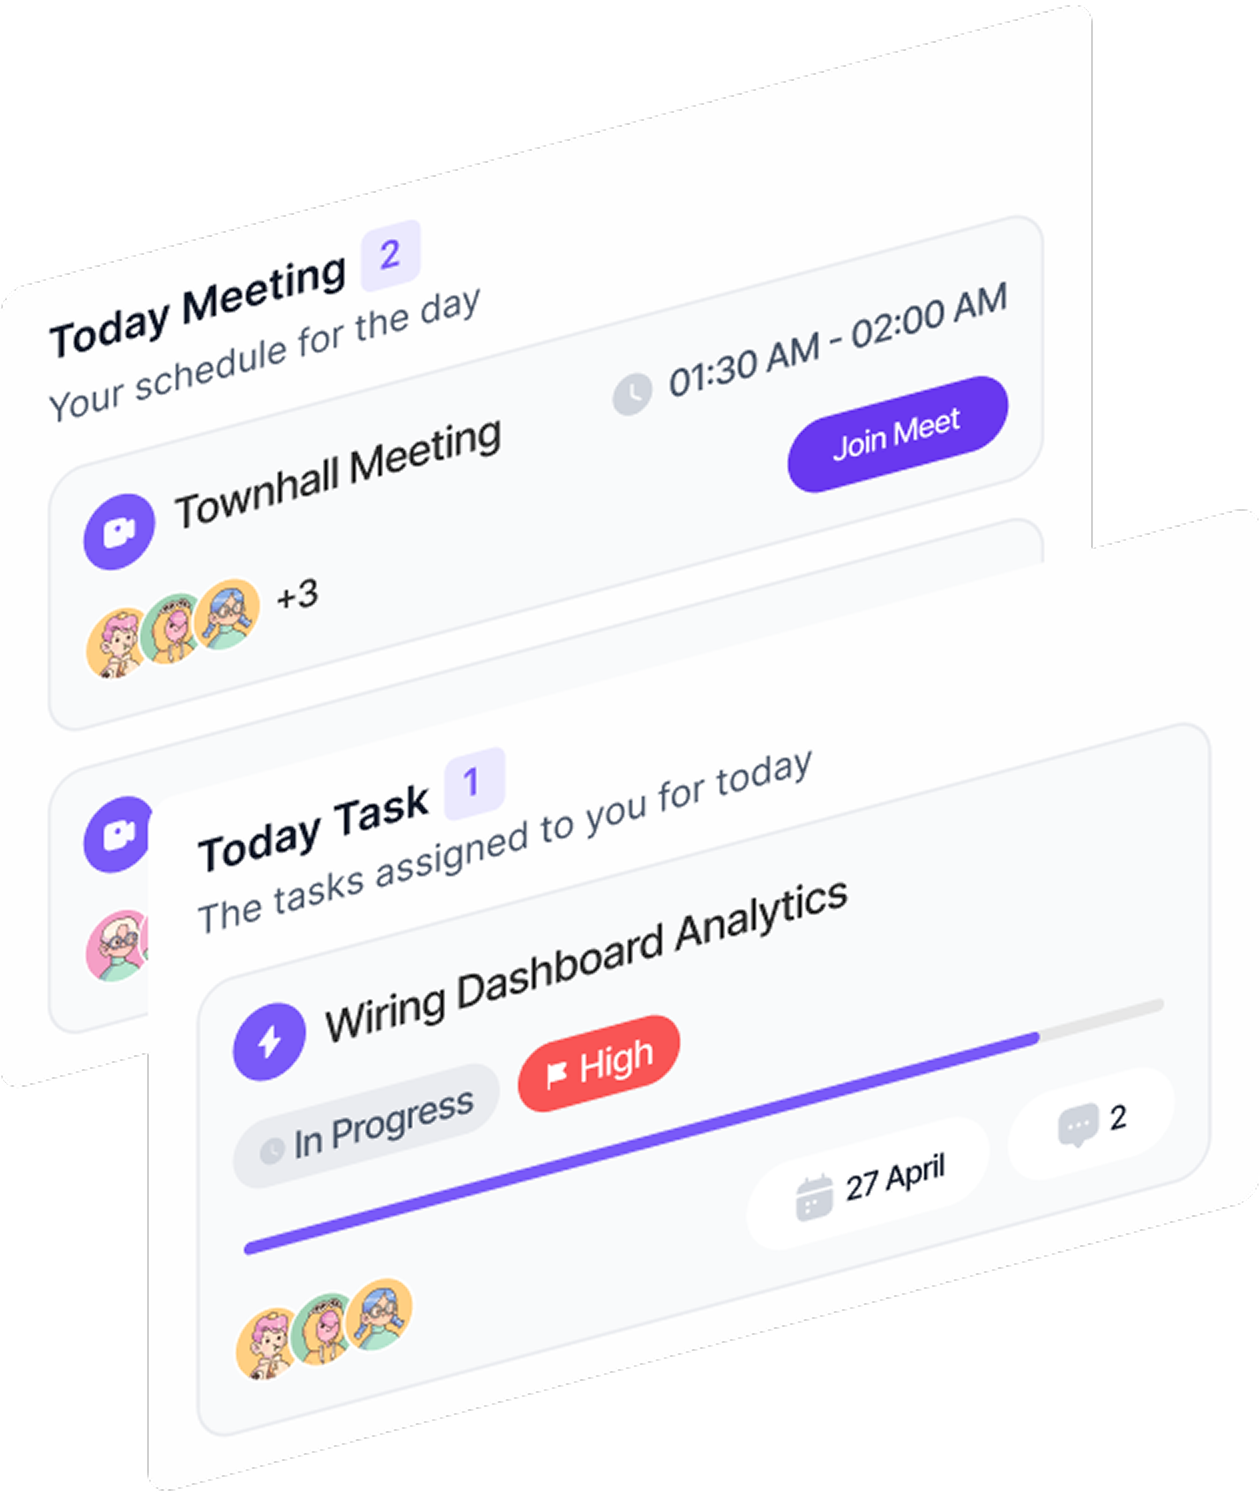 Today Meeting 2
Your schedule for the day
Townhall Meeting
01:30 AM - 02:00 AM
Join Meet
+3
Today Task 1
The tasks assigned to you for today
Wiring Dashboard Analytics
In Progress
High
27 April
2